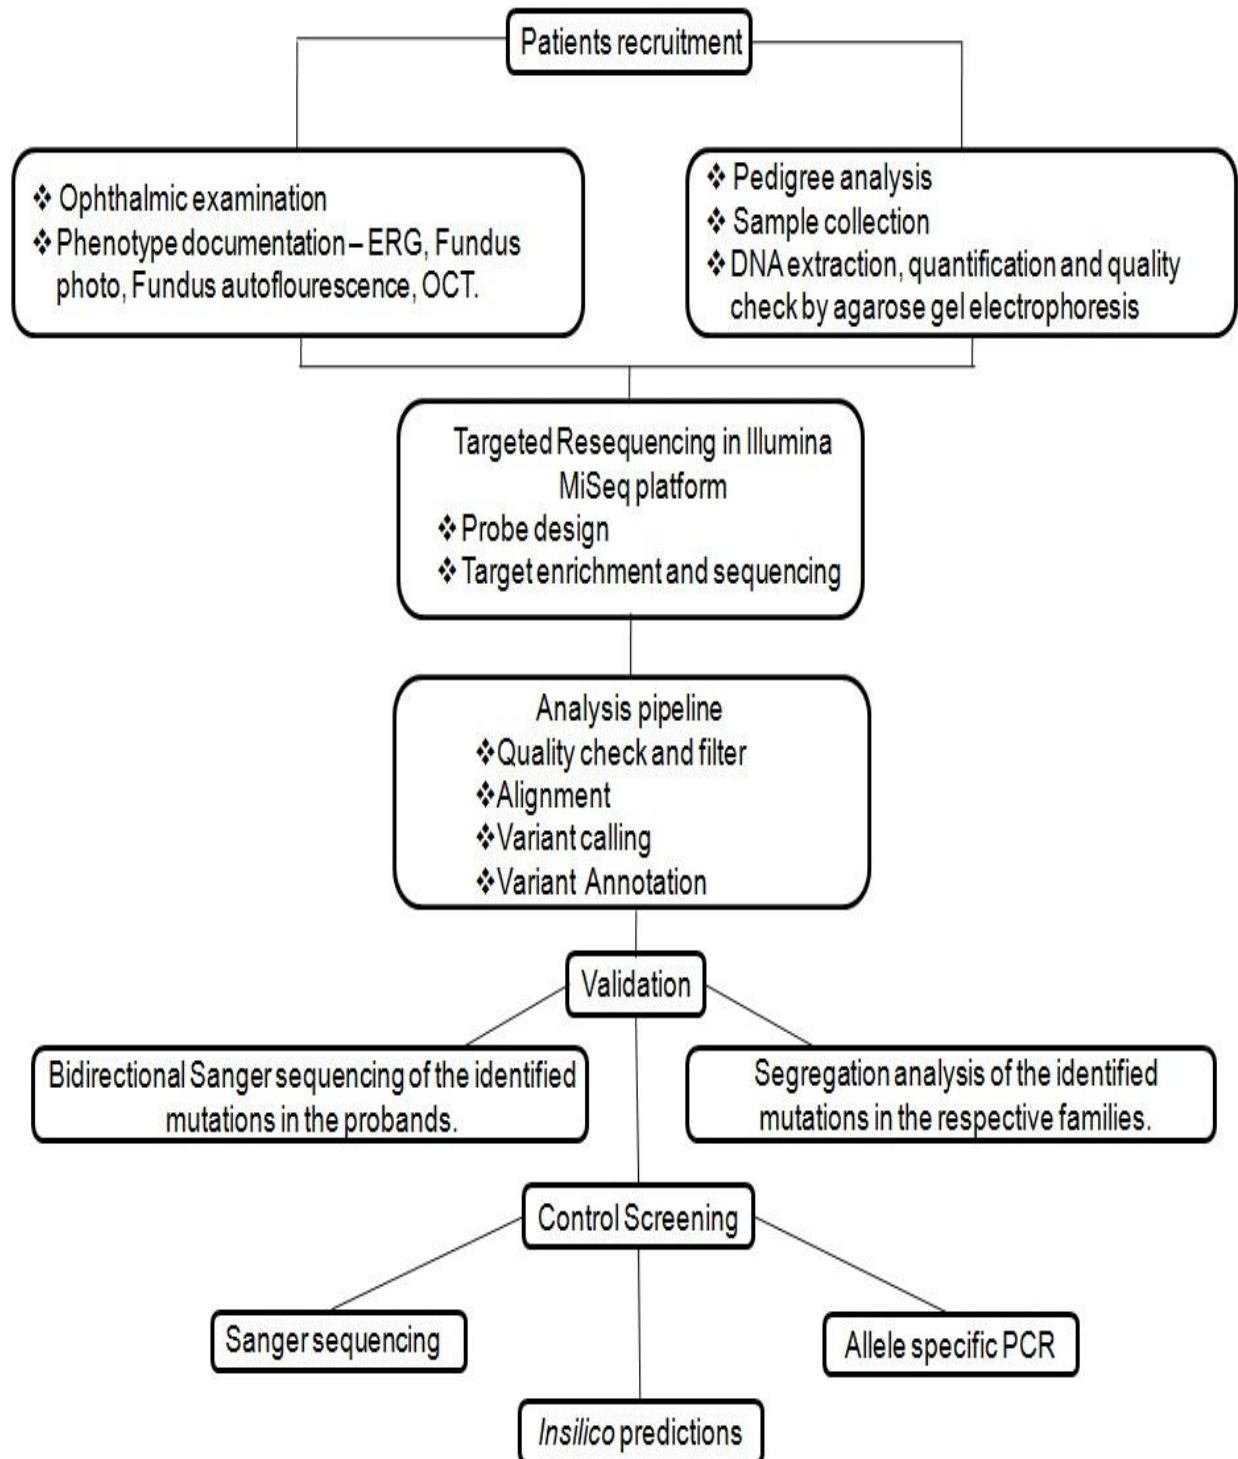 Patients recruitment
❖ Ophthalmic examination
❖ Phenotype documentation – ERG, Fundus
photo, Fundus autoflourescence, OCT.
❖ Pedigree analysis
❖ Sample collection
❖ DNA extraction, quantification and quality
check by agarose gel electrophoresis
Targeted Resequencing in Illumina
MiSeq platform
❖ Probe design
❖ Target enrichment and sequencing
Analysis pipeline
❖ Quality check and filter
❖ Alignment
❖ Variant calling
❖ Variant Annotation
Validation
Bidirectional Sanger sequencing of the identified
mutations in the probands.
Segregation analysis of the identified
mutations in the respective families.
Control Screening
Sanger sequencing
Allele specific PCR
Insilico predictions